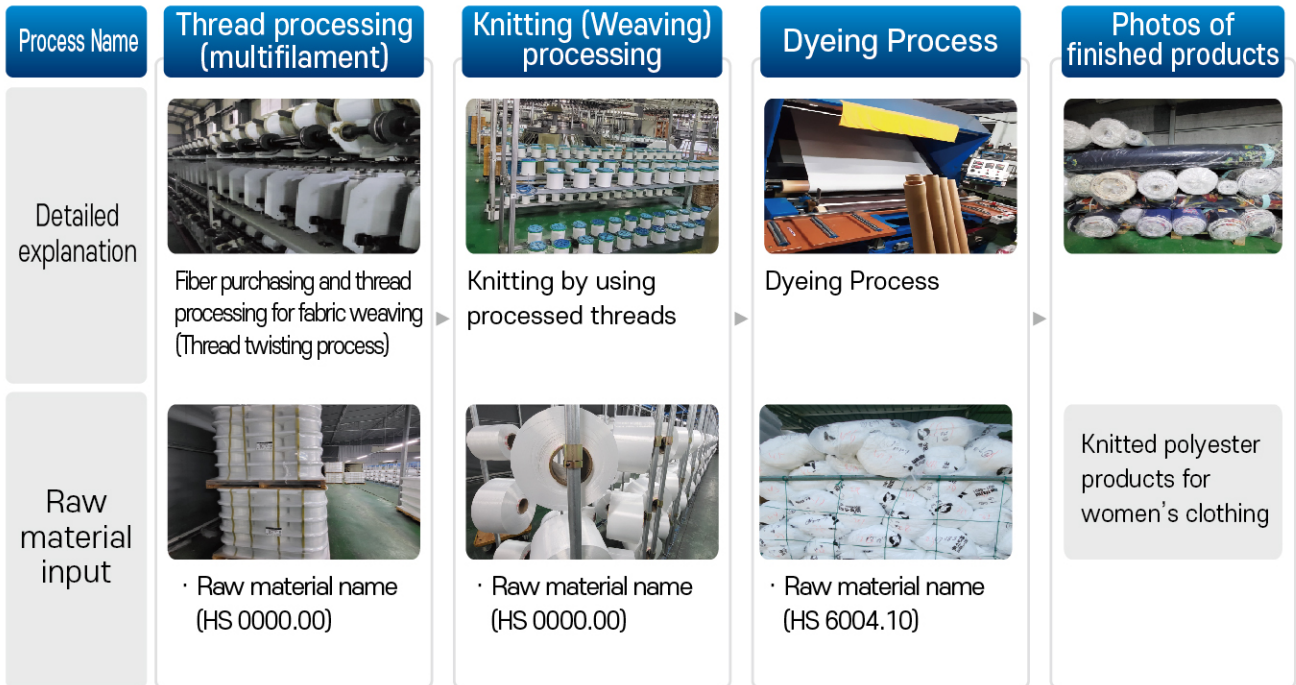 Process Name
Thread processing
(multifilament)
Knitting (Weaving)
processing
Dyeing Process
Photos of
finished products
Detailed
explanation
Fiber purchasing and thread
processing for fabric weaving
(Thread twisting process)
Knitting by using
processed threads
Dyeing Process
Raw
material
input
· Raw material name
(HS 0000.00)
· Raw material name
(HS 0000.00)
· Raw material name
(HS 6004.10)
Knitted polyester
products for
women's clothing